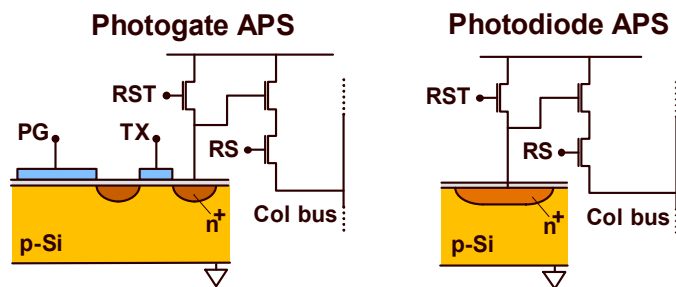 Photogate APS
RST
PG
TX
RS
Col bus
n+
p-Si
Photodiode APS
RST
RS
Col bus
n+
p-Si